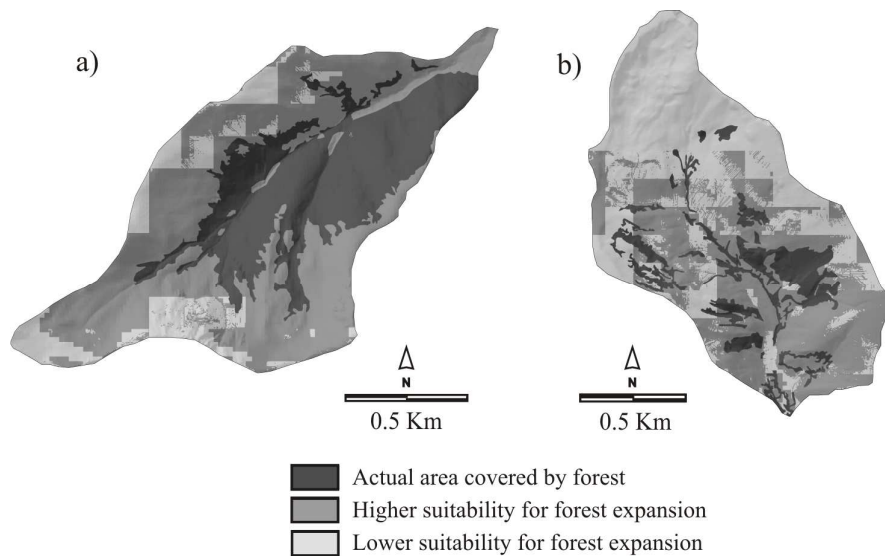 a)
b)
N
0.5 Km
N
0.5 Km
Actual area covered by forest
Higher suitability for forest expansion
Lower suitability for forest expansion